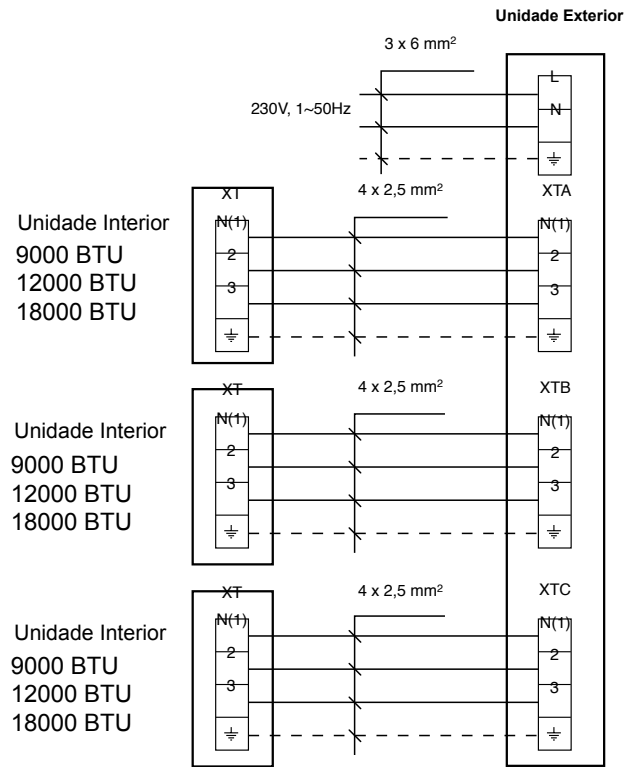 Unidade Exterior
3 x 6 mm²
L
230V, 1~50Hz
N
XT
4 x 2,5 mm²
XTA
Unidade Interior
N(1)
N(1)
9000 BTU
2
2
12000 BTU
3
3
18000 BTU
XT
4 x 2,5 mm²
XTB
Unidade Interior
N(1)
N(1)
9000 BTU
2
2
12000 BTU
3
3
18000 BTU
XT
4 x 2,5 mm²
XTC
Unidade Interior
N(1)
N(1)
9000 BTU
2
2
12000 BTU
3
3
18000 BTU